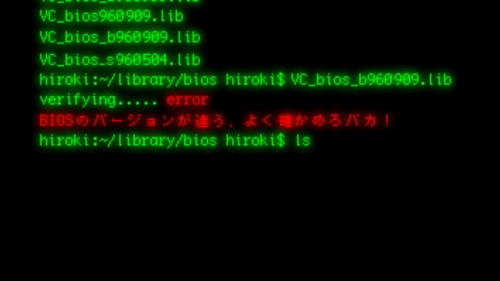 VC_bios960909.lib
VC_bios_b960909.lib
VC_bios_s960504.lib
hiroki:~/library/bios hiroki$ VC_bios_b960909.lib
verifying..... error
BIOSのバージョンが違う、よく確かめるバカ！
hiroki:~/library/bios hiroki$ ls